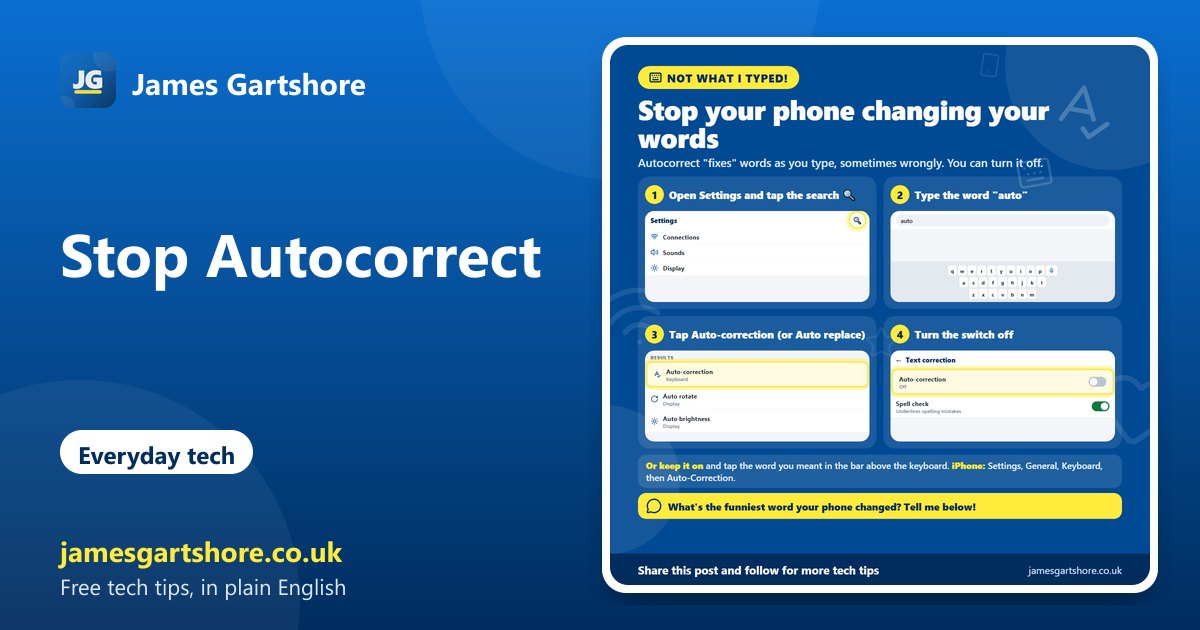 JG
James Gartshore
Stop Autocorrect
Everyday tech
jamesgartshore.co.uk
Free tech tips, in plain English
NOT WHAT I TYPED!
Stop your phone changing your
words
Autocorrect "fixes" words as you type, sometimes wrongly. You can turn it off.
1 Open Settings and tap the search
Settings
Connections
Sounds
Display
2 Type the word "auto"
auto
q w e r t y u i o p
a s d f g h j k l
z x c v b n m
3 Tap Auto-correction (or Auto replace)
RESULTS
Auto-correction
Keyboard
Auto rotate
Display
Auto brightness
Display
4 Turn the switch off
← Text correction
Auto-correction
Off
Spell check
Underlines spelling mistakes
Or keep it on and tap the word you meant in the bar above the keyboard. iPhone: Settings, General, Keyboard,
then Auto-Correction.
What's the funniest word your phone changed? Tell me below!
Share this post and follow for more tech tips
jamesgartshore.co.uk